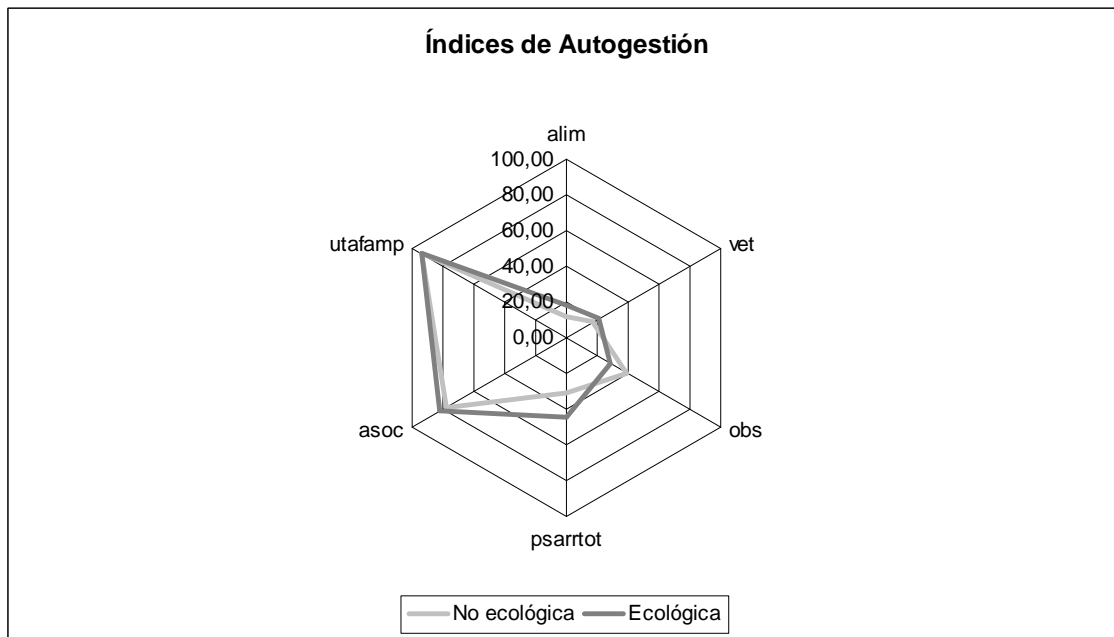 Índices de Autogestión
alim
100,00
80,00
60,00
40,00
20,00
0,00
utafamp
vet
asoc
obs
psarrtot
No ecológica
Ecológica